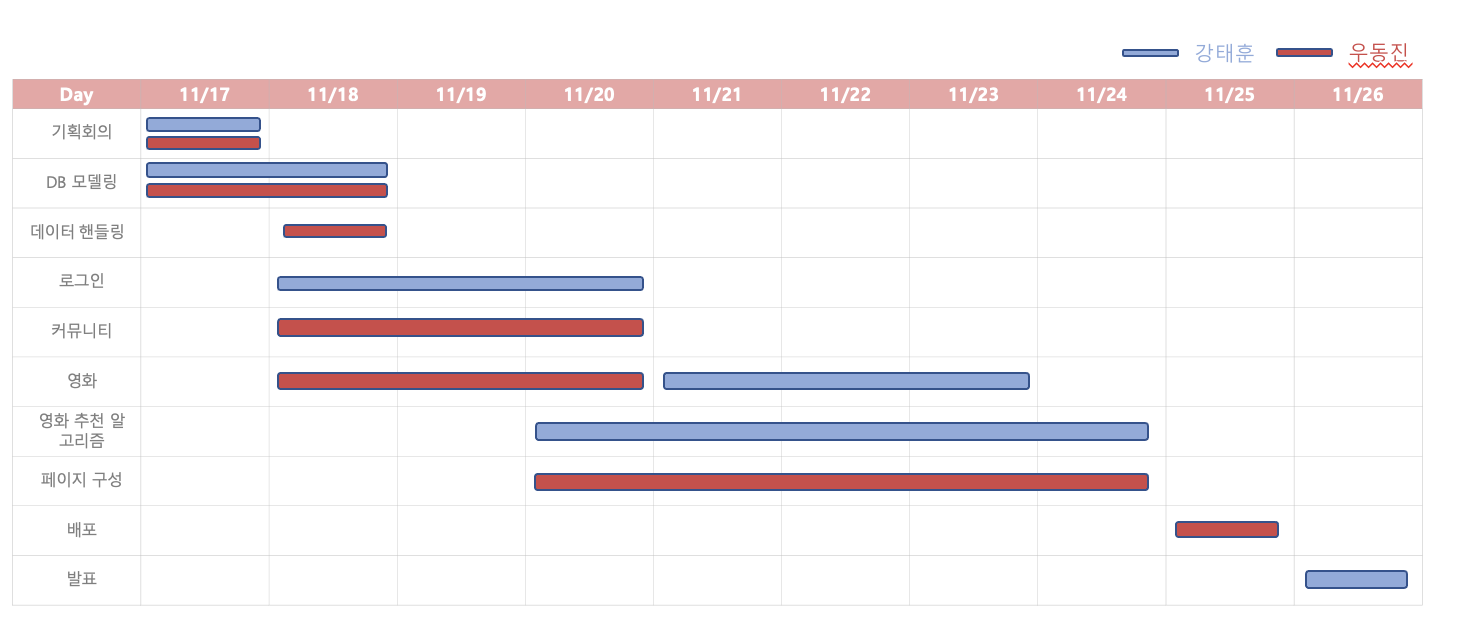 강태훈 우동진
Day 11/17 11/18 11/19 11/20 11/21 11/22 11/23 11/24 11/25 11/26
기획회의
DB 모델링
데이터 핸들링
로그인
커뮤니티
영화
영화 추천 알
고리즘
페이지 구성
배포
발표